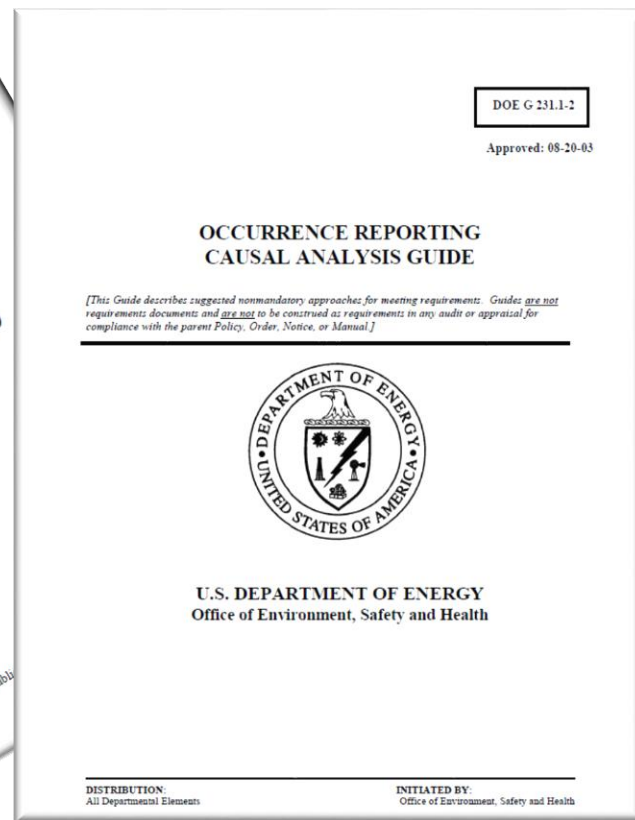 DOE G 231.1-2
Approved: 08-20-03
OCCURRENCE REPORTING
CAUSAL ANALYSIS GUIDE
[This Guide describes suggested nonmandatory approaches for meeting requirements. Guides are not
requirements documents and are not to be construed as requirements in any audit or appraisal for
compliance with the parent Policy, Order, Notice, or Manual.]
DEPARTMENT OF ENERGY
UNITED STATES OF AMERICA
U.S. DEPARTMENT OF ENERGY
Office of Environment, Safety and Health
DISTRIBUTION:
All Departmental Elements
INITIATED BY:
Office of Environment, Safety and Health